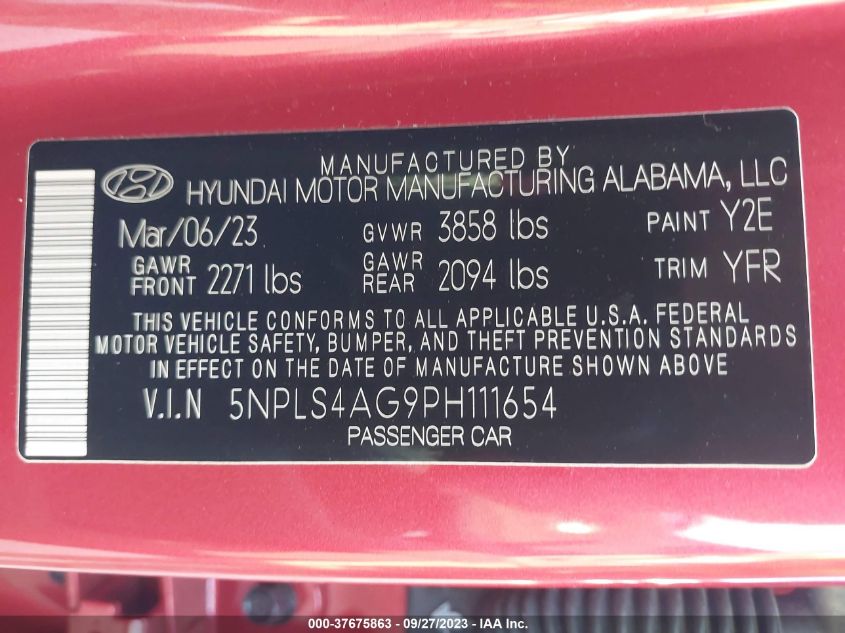 MANUFACTURED BY
HYUNDAI MOTOR MANUFACTURING ALABAMA, LLC
Mar/06/23 GVWR 3858 lbs PAINT Y2E
GAWR FRONT 2271 lbs GAWR REAR 2094 lbs TRIM YFR
THIS VEHICLE CONFORMS TO ALL APPLICABLE U.S.A. FEDERAL
MOTOR VEHICLE SAFETY, BUMPER, AND THEFT PREVENTION STANDARDS
IN EFFECT ON THE DATE OF MANUFACTURE SHOWN ABOVE
V.I.N 5NPLS4AG9PH111654
PASSENGER CAR
000-37675863 - 09/27/2023 - IAA Inc.